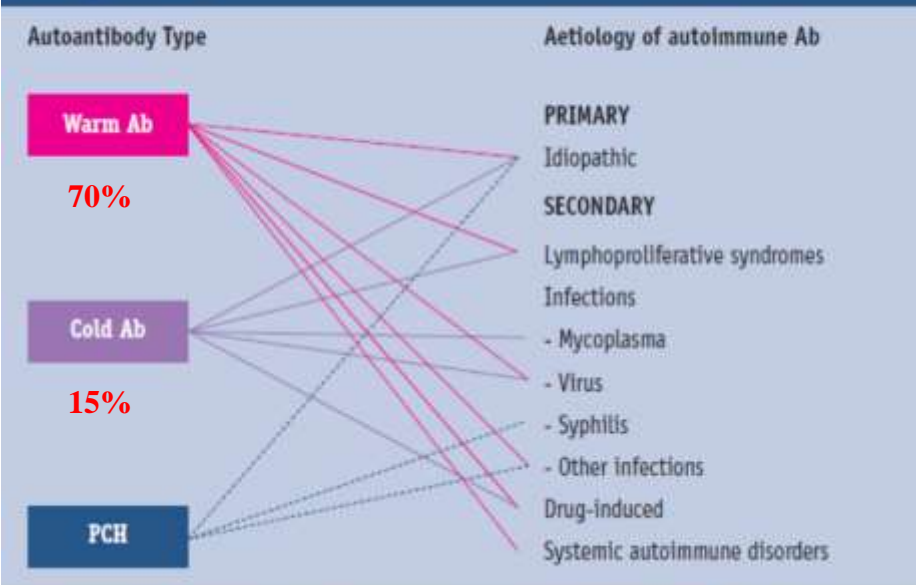 Autoantibody Type
Aetiology of autoimmune Ab
Warm Ab
70%
Cold Ab
15%
PCH
PRIMARY
Idiopathic
SECONDARY
Lymphoproliferative syndromes
Infections
- Mycoplasma
- Virus
- Syphilis
- Other infections
Drug-induced
Systemic autoimmune disorders